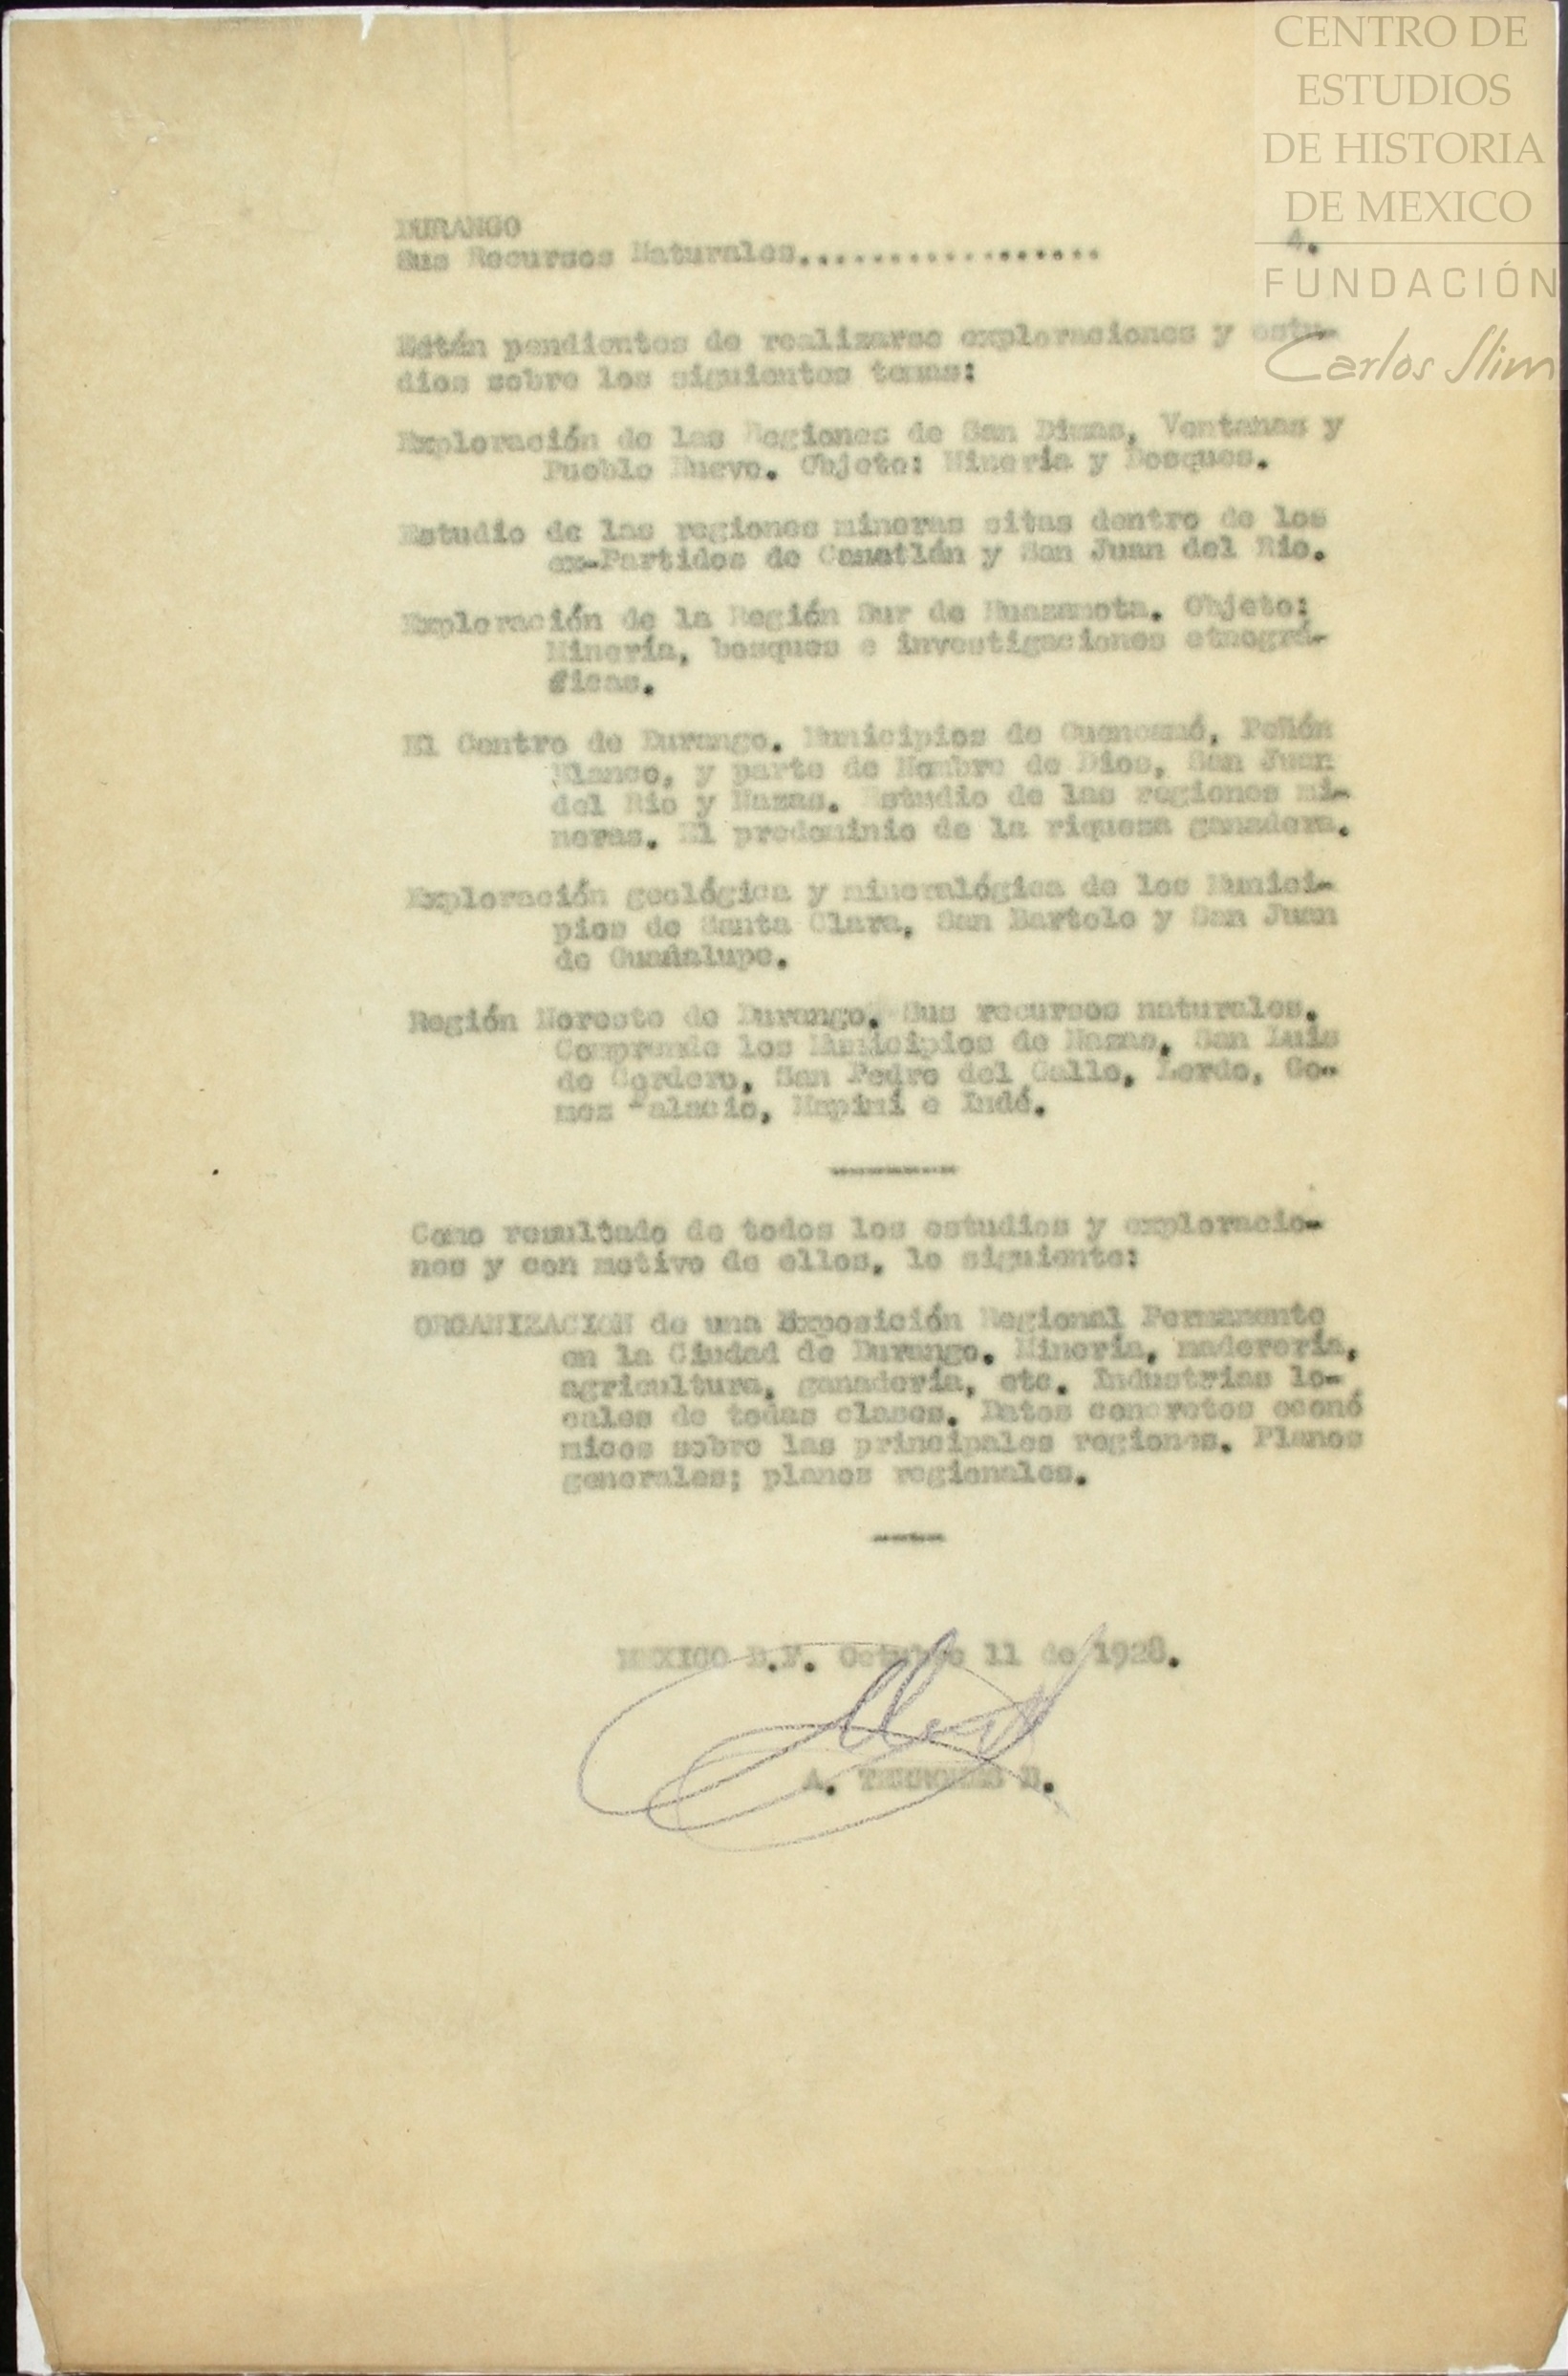 CENTRO DE
ESTUDIOS
DE HISTORIA
DE MEXICO
FUNDACIÓN
Carlos Slim
DURANGO
Sus Recursos Naturales.................. 4.
Están pendientes de realizarse exploraciones y estu-
dios sobre los siguientes temas:
Exploración de las Regiones de San Dimas, Ventanas y
Pueblo Nuevo. Objeto: Minería y Bosques.
Estudio de las regiones mineras sitas dentro de los
ex-Partidos de Canatlán y San Juan del Rio.
Exploración de la Región Sur de Huazamota. Objeto:
Minería, bosques e investigaciones etnográ-
ficas.
El Centro de Durango. Municipios de Cuencamé, Peñón
Blanco, y parte de Nombre de Dios, San Juan
del Rio y Nazas. Estudio de las regiones mi-
neras. El predominio de la riqueza ganadera.
Exploración geológica y mineralógica de los Munici-
pios de Santa Clara, San Bartolo y San Juan
de Guadalupe.
Región Noreste de Durango. Sus recursos naturales.
Comprende los Municipios de Nazas, San Luis
de Cordero, San Pedro del Gallo, Lerdo, Go-
mez Palacio, Mapimí e Indé.
Como resultado de todos los estudios y exploracio-
nes y con motivo de ellos, lo siguiente:
ORGANIZACION de una Exposición Regional Permanente
en la Ciudad de Durango. Minería, maderería,
agricultura, ganadería, etc. Industrias lo-
cales de todas clases. Datos concretos econó
micos sobre las principales regiones. Planos
generales; planos regionales.
MEXICO D.F. Octubre 11 de 1928.
A. TERRONES B.